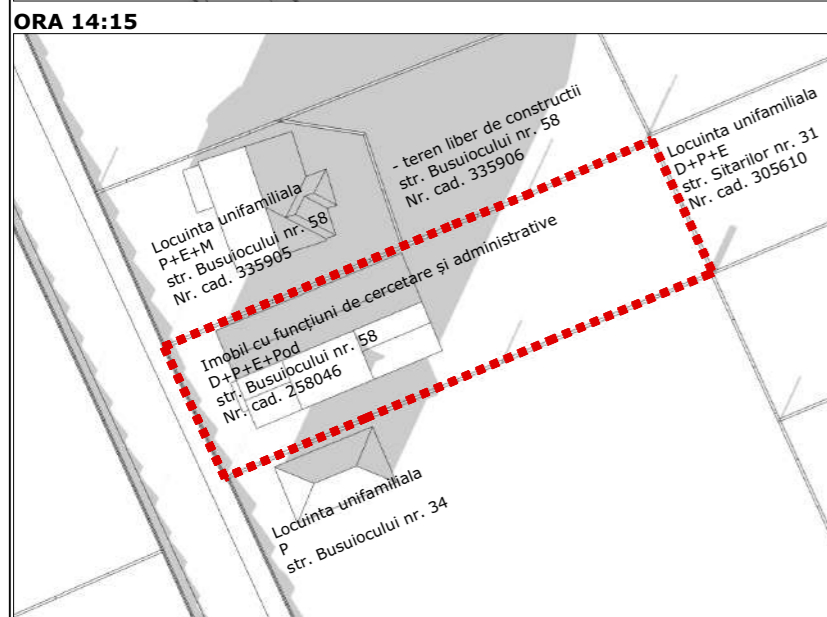 ORA 14:15
- teren liber de constructii
str. Busuiocului nr. 58
Nr. cad. 335906
Locuinta unifamiliala
D+P+E
str. Sitarilor nr. 31
Nr. cad. 305610
Locuinta unifamiliala
P+E+M
str. Busuiocului nr. 58
Nr. cad. 335905
Imobil cu funcțiuni de cercetare și administrative
D+P+E+Pod
str. Busuiocului nr. 58
Nr. cad. 258046
Locuinta unifamiliala
P
str. Busuiocului nr. 34